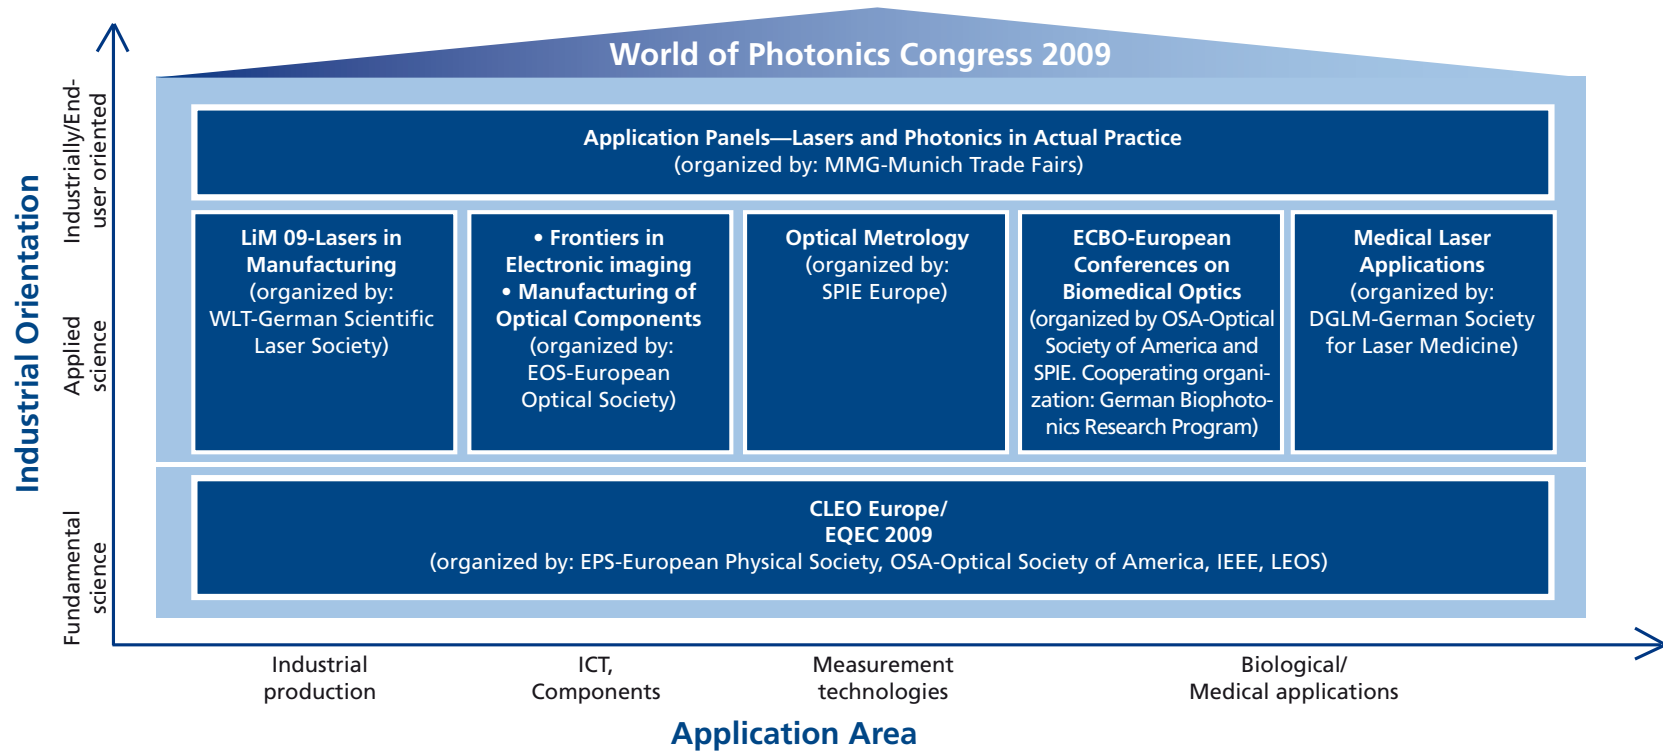 World of Photonics Congress 2009
Industrial Orientation
Industrially/End-
user oriented
Applied
science
Fundamental
science
Application Panels—Lasers and Photonics in Actual Practice
(organized by: MMG-Munich Trade Fairs)
LiM 09-Lasers in
Manufacturing
(organized by:
WLT-German Scientific
Laser Society)
• Frontiers in
Electronic imaging
• Manufacturing of
Optical Components
(organized by:
EOS-European
Optical Society)
Optical Metrology
(organized by:
SPIE Europe)
ECBO-European
Conferences on
Biomedical Optics
(organized by OSA-Optical
Society of America and
SPIE. Cooperating organi-
zation: German Biophoto-
nics Research Program)
Medical Laser
Applications
(organized by:
DGLM-German Society
for Laser Medicine)
CLEO Europe/
EQEC 2009
(organized by: EPS-European Physical Society, OSA-Optical Society of America, IEEE, LEOS)
Industrial
production
ICT,
Components
Measurement
technologies
Biological/
Medical applications
Application Area